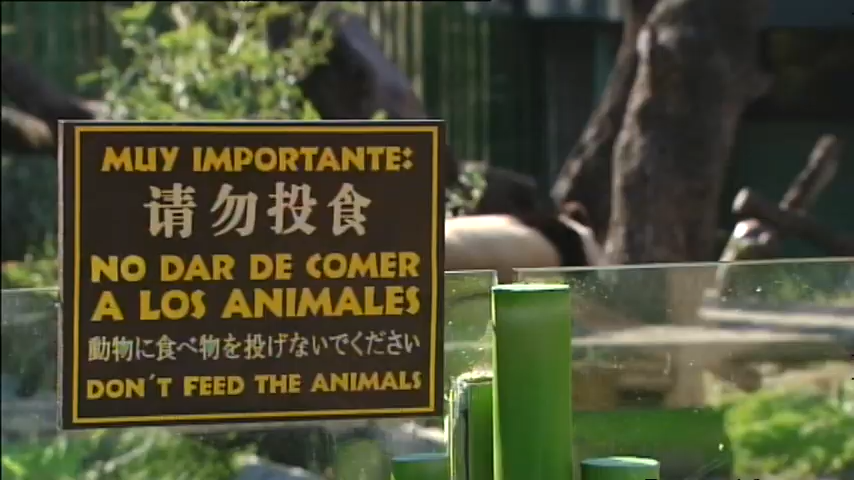 MUY IMPORTANTE:
请勿投食
NO DAR DE COMER
A LOS ANIMALES
動物に食べ物を投げないでください
DON´T FEED THE ANIMALS